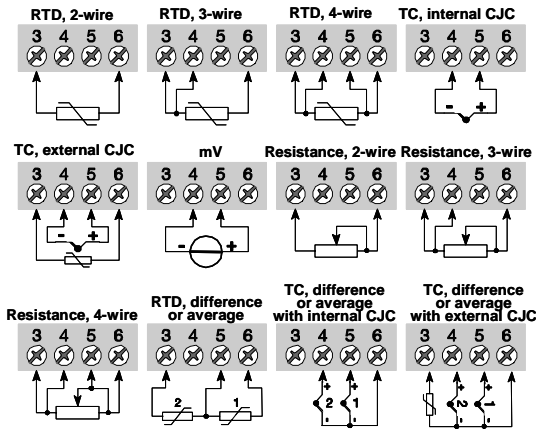 RTD, 2-wire
3 4 5 6
RTD, 3-wire
3 4 5 6
RTD, 4-wire
3 4 5 6
TC, internal CJC
3 4 5 6
- +
TC, external CJC
3 4 5 6
- +
mV
3 4 5 6
- +
Resistance, 2-wire
3 4 5 6
Resistance, 3-wire
3 4 5 6
Resistance, 4-wire
3 4 5 6
RTD, difference
or average
3 4 5 6
2 1
TC, difference
or average
with internal CJC
3 4 5 6
+ +
2 1
- -
TC, difference
or average
with external CJC
3 4 5 6
+ +
2 1
- -